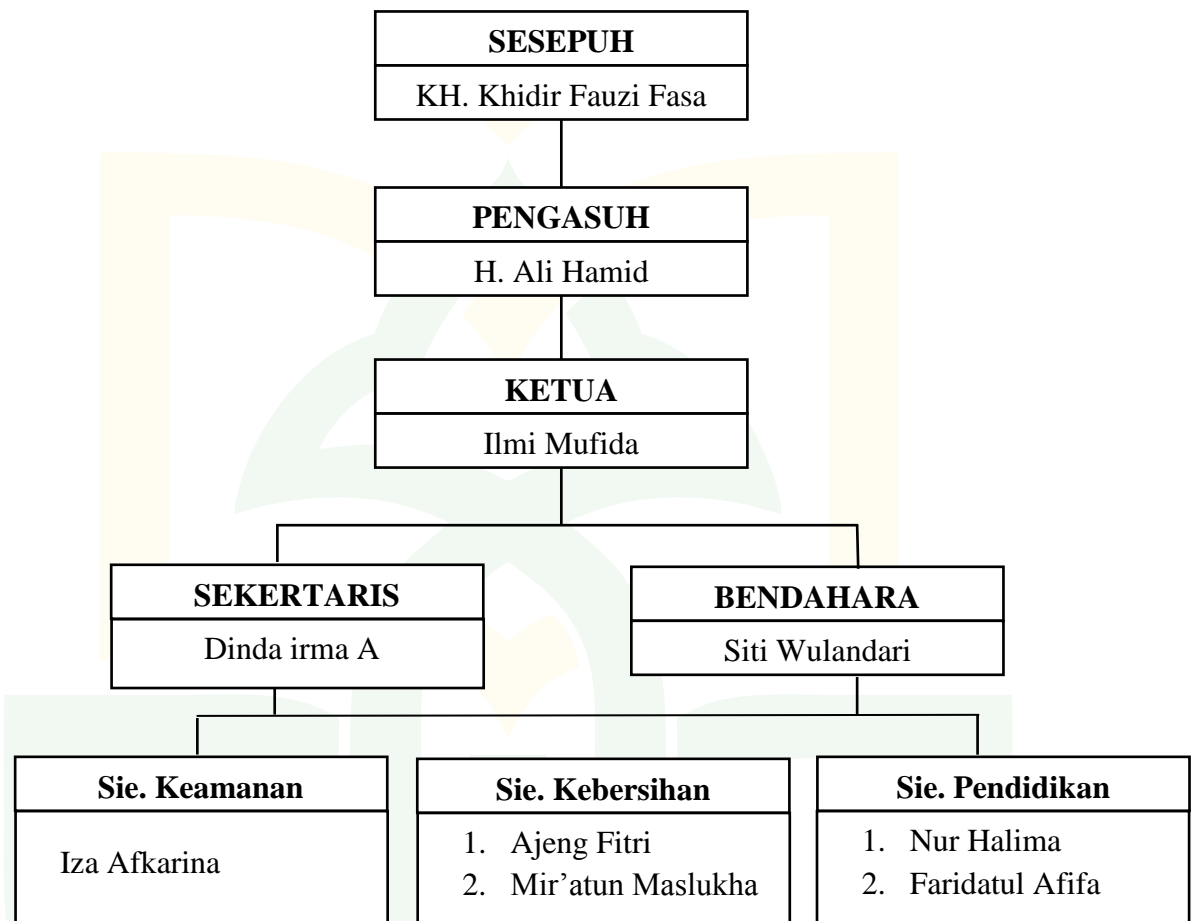 SESEPUH
KH. Khidir Fauzi Fasa
PENGASUH
H. Ali Hamid
KETUA
Ilmi Mufida
SEKERTARIS
Dinda irma A
BENDAHARA
Siti Wulandari
Sie. Keamanan
Iza Afkarina
Sie. Kebersihan
1. Ajeng Fitri
2. Mir’atun Maslukha
Sie. Pendidikan
1. Nur Halima
2. Faridatul Afifa